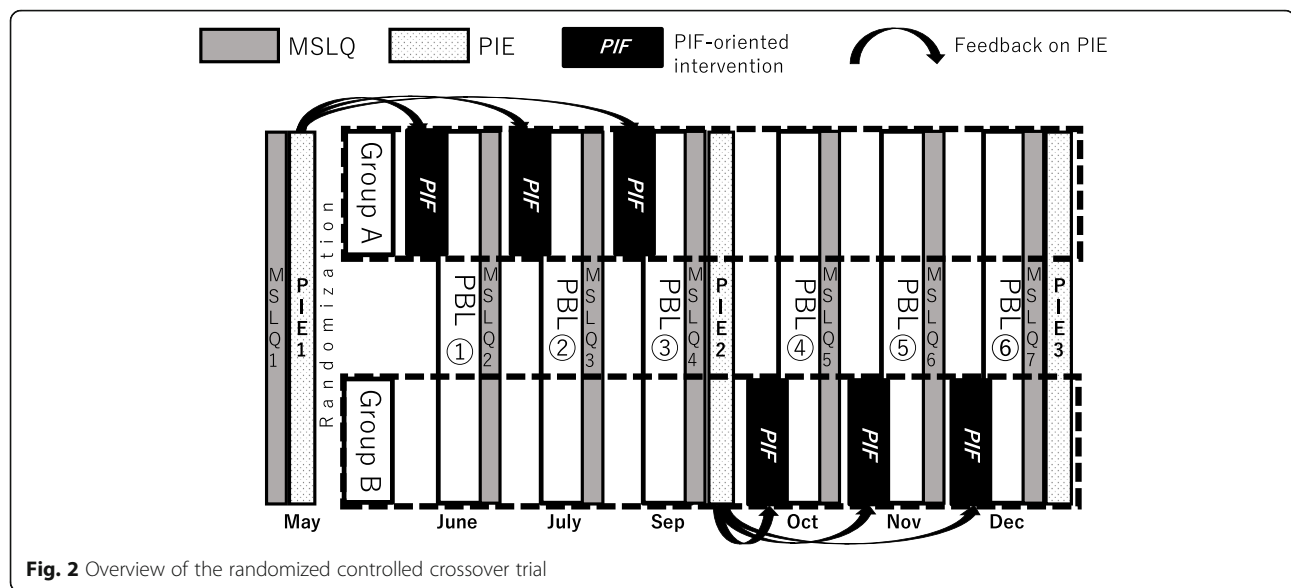 MSLQ
PIE
PIF
PIF-oriented
intervention
Feedback on PIE
MSLQ1
PIE1
Randomization
Group A
PIF
PIF
PIF
PBL ①
MSLQ2
PBL ②
MSLQ3
PBL ③
MSLQ4
PIE2
PBL ④
MSLQ5
PBL ⑤
MSLQ6
PBL ⑥
MSLQ7
PIE3
Group B
PIF
PIF
PIF
May
June
July
Sep
Oct
Nov
Dec
Fig. 2 Overview of the randomized controlled crossover trial